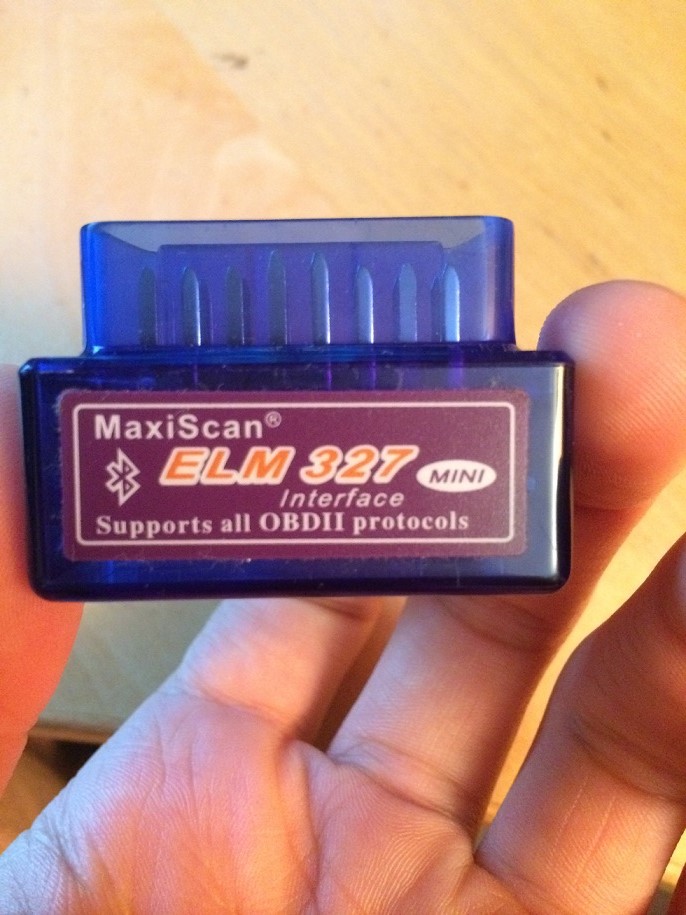 MaxiScan®
ELM 327 MINI
Interface
Supports all OBDII protocols